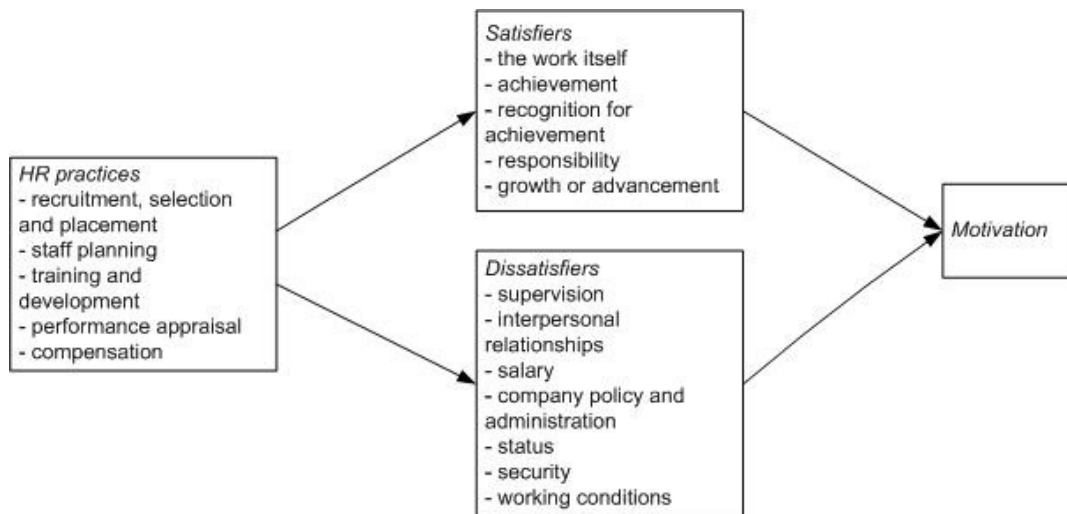 HR practices
- recruitment, selection
and placement
- staff planning
- training and
development
- performance appraisal
- compensation
Satisfiers
- the work itself
- achievement
- recognition for
achievement
- responsibility
- growth or advancement
Dissatisfiers
- supervision
- interpersonal
relationships
- salary
- company policy and
administration
- status
- security
- working conditions
Motivation